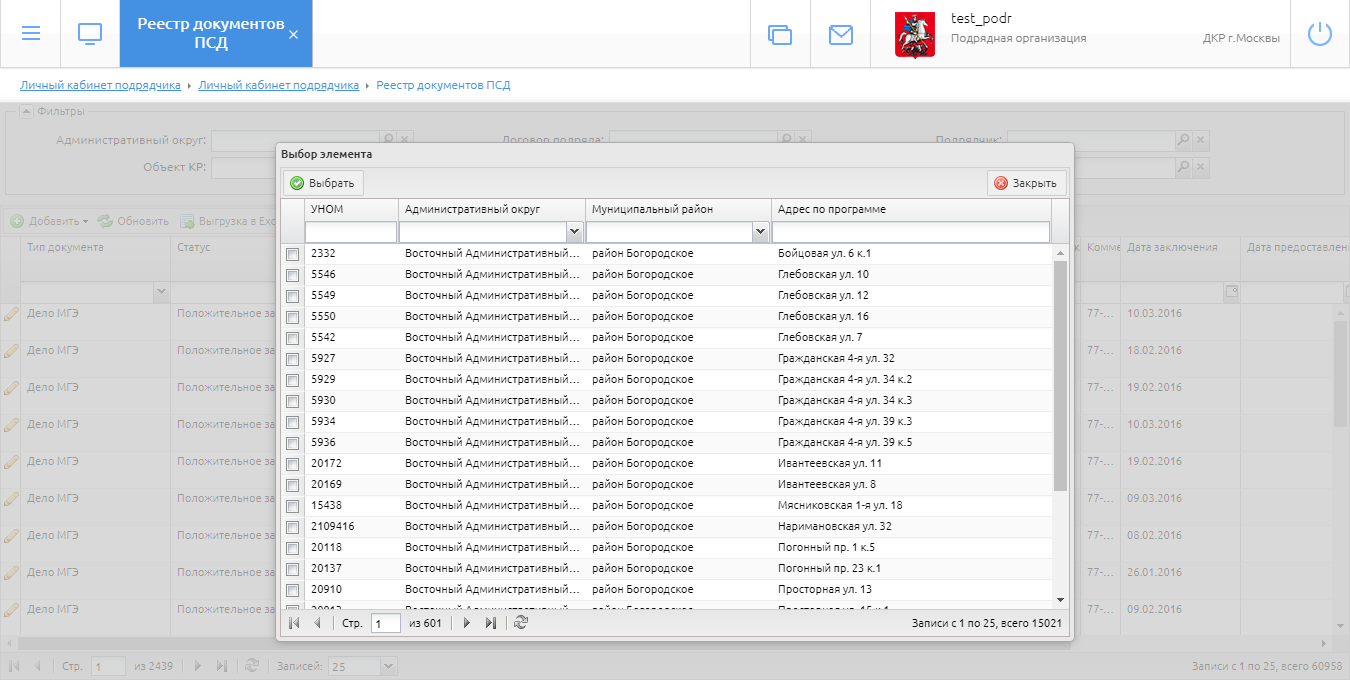 Реестр документов
ПСД
test_podr
Подрядная организация
ДКР г.Москвы
Личный кабинет подрядчика
Личный кабинет подрядчика
Реестр документов ПСД
Фильтры
Административный округ:
Договор подряда:
Подрядчик:
Объект КР:
Выбор элемента
Выбрать
Закрыть
Добавить
Обновить
Выгрузка в Exc
УНОМ Административный округ Муниципальный район Адрес по программе
Тип документа Статус
Комме Дата заключения Дата предоставлен
2332 Восточный Административный... район Богородское Бойцовая ул. 6 к.1
5546 Восточный Административный... район Богородское Глебовская ул. 10
5549 Восточный Административный... район Богородское Глебовская ул. 12
5550 Восточный Административный... район Богородское Глебовская ул. 16
5542 Восточный Административный... район Богородское Глебовская ул. 7
5927 Восточный Административный... район Богородское Гражданская 4-я ул. 32
5929 Восточный Административный... район Богородское Гражданская 4-я ул. 34 к.2
5930 Восточный Административный... район Богородское Гражданская 4-я ул. 34 к.3
5934 Восточный Административный... район Богородское Гражданская 4-я ул. 39 к.3
5936 Восточный Административный... район Богородское Гражданская 4-я ул. 39 к.5
20172 Восточный Административный... район Богородское Ивантеевская ул. 11
20169 Восточный Административный... район Богородское Ивантеевская ул. 8
15438 Восточный Административный... район Богородское Мясниковская 1-я ул. 18
2109416 Восточный Административный... район Богородское Наримановская ул. 32
20118 Восточный Административный... район Богородское Погонный пр. 1 к.5
20137 Восточный Административный... район Богородское Погонный пр. 23 к.1
20910 Восточный Административный... район Богородское Просторная ул. 13
Стр. 1 из 601
Записи с 1 по 25, всего 15021
Дело МГЭ Положительное за 77-... 10.03.2016
Дело МГЭ Положительное за 77-... 18.02.2016
Дело МГЭ Положительное за 77-... 19.02.2016
Дело МГЭ Положительное за 77-... 10.03.2016
Дело МГЭ Положительное за 77-... 19.02.2016
Дело МГЭ Положительное за 77-... 09.03.2016
Дело МГЭ Положительное за 77-... 08.02.2016
Дело МГЭ Положительное за 77-... 26.01.2016
Дело МГЭ Положительное за 77-... 09.02.2016
Стр. 1 из 2439 Записей: 25
Записи с 1 по 25, всего 60958